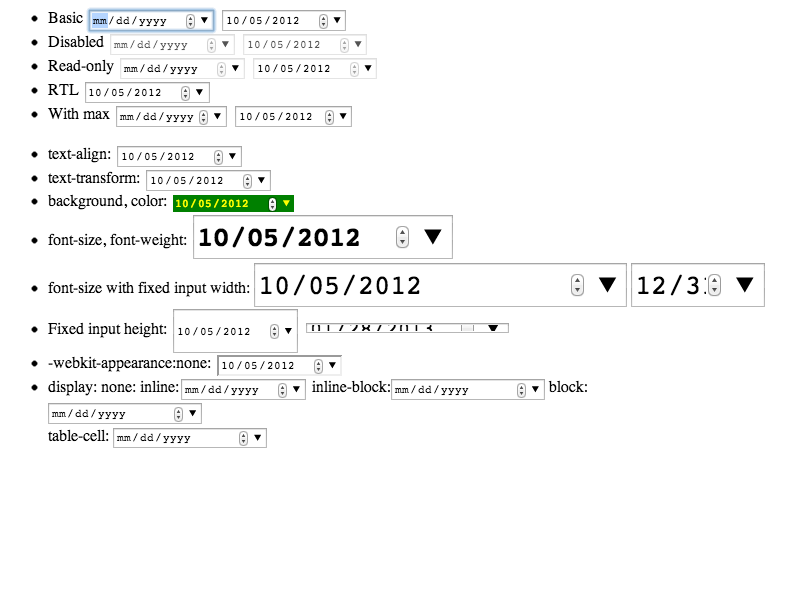 Basic mm/dd/yyyy 10/05/2012
Disabled mm/dd/yyyy 10/05/2012
Read-only mm/dd/yyyy 10/05/2012
RTL 10/05/2012
With max mm/dd/yyyy 10/05/2012
text-align: 10/05/2012
text-transform: 10/05/2012
background, color: 10/05/2012
font-size, font-weight: 10/05/2012
font-size with fixed input width: 10/05/2012 12/31
Fixed input height: 10/05/2012 01/28/2013
-webkit-appearance:none: 10/05/2012
display: none: inline: mm/dd/yyyy inline-block: mm/dd/yyyy block:
mm/dd/yyyy
table-cell: mm/dd/yyyy